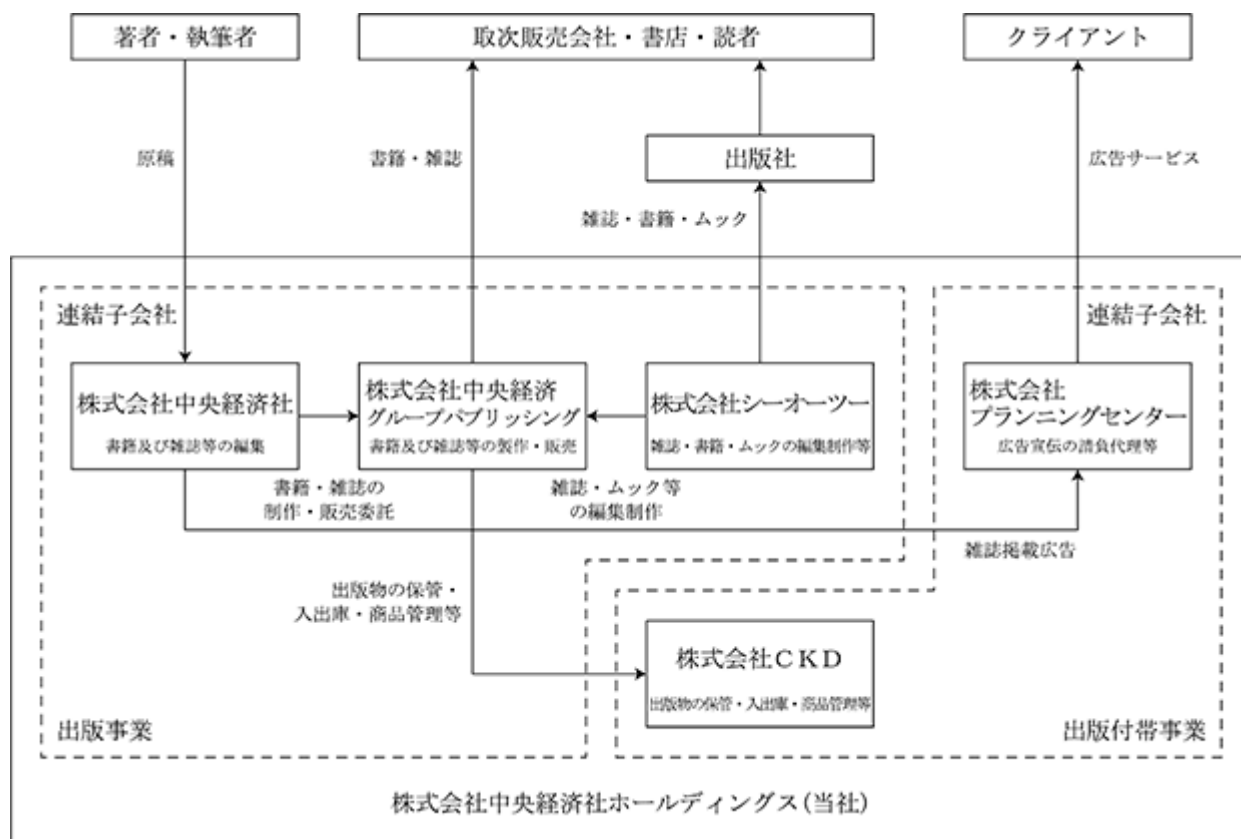 著者・執筆者
取次販売会社・書店・読者
クライアント
原稿
書籍・雑誌
出版社
広告サービス
雑誌・書籍・ムック
連結子会社
連結子会社
株式会社中央経済社
書籍及び雑誌等の編集
株式会社中央経済
グループパブリッシング
書籍及び雑誌等の製作・販売
株式会社シーオーツー
雑誌・書籍・ムックの編集制作等
株式会社
プランニングセンター
広告宣伝の請負代理等
書籍・雑誌の
制作・販売委託
雑誌・ムック等
の編集制作
雑誌掲載広告
出版物の保管・
入出庫・商品管理等
株式会社CKD
出版物の保管・入出庫・商品管理等
出版事業
出版付帯事業
株式会社中央経済社ホールディングス(当社)